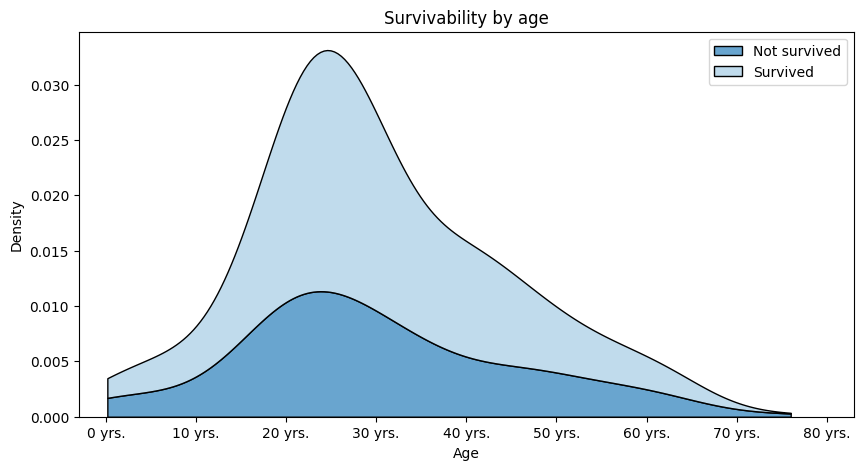 Survivability by age
Not survived
Survived
0.030
0.025
0.020
0.015
0.010
0.005
0.000
Density
0 yrs. 10 yrs. 20 yrs. 30 yrs. 40 yrs. 50 yrs. 60 yrs. 70 yrs. 80 yrs.
Age